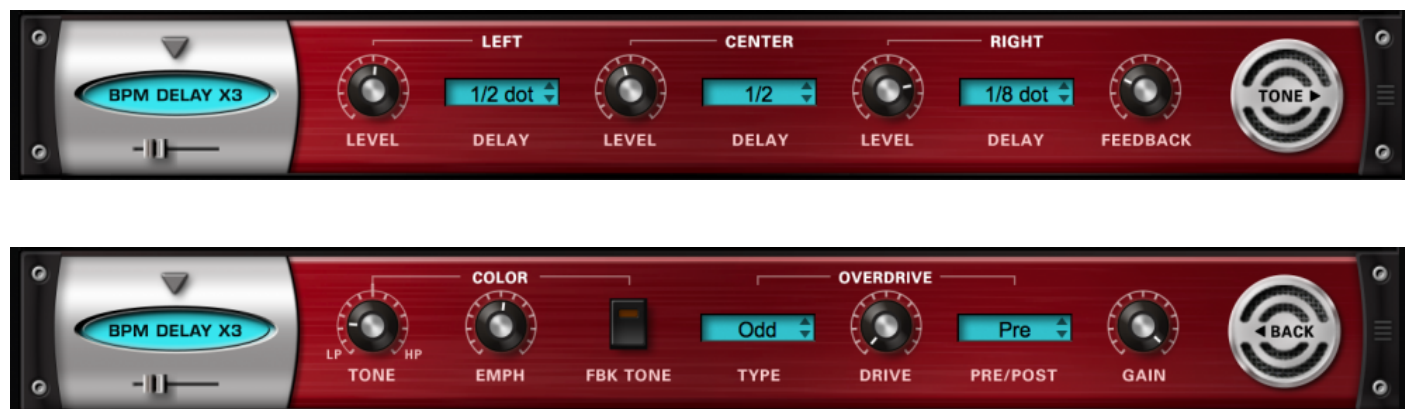 LEFT CENTER RIGHT
BPM DELAY X3 1/2 dot 1/2 1/8 dot TONE
LEVEL DELAY LEVEL DELAY LEVEL DELAY FEEDBACK
COLOR OVERDRIVE
BPM DELAY X3 Odd Pre BACK
LP HP
TONE EMPH FBK TONE TYPE DRIVE PRE/POST GAIN